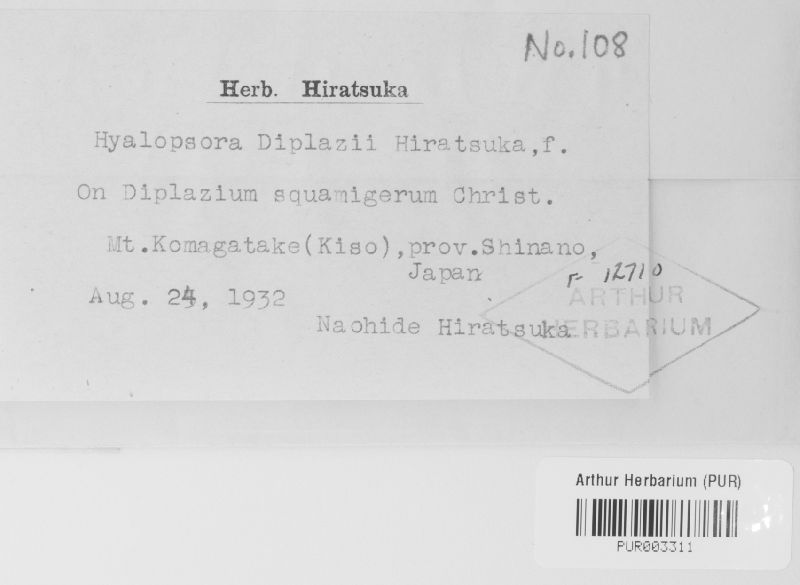 No. 108
Herb. Hiratsuka
Hyalopsora Diplazii Hiratsuka,f.
On Diplazium squamigerum Christ.
Mt.Komagatake(Kiso),prov.Shinano,
Japan
F 12710
Aug. 24, 1932
ARTHUR
HERBARIUM
Naohide Hiratsuka
Arthur Herbarium (PUR)
PUR003311